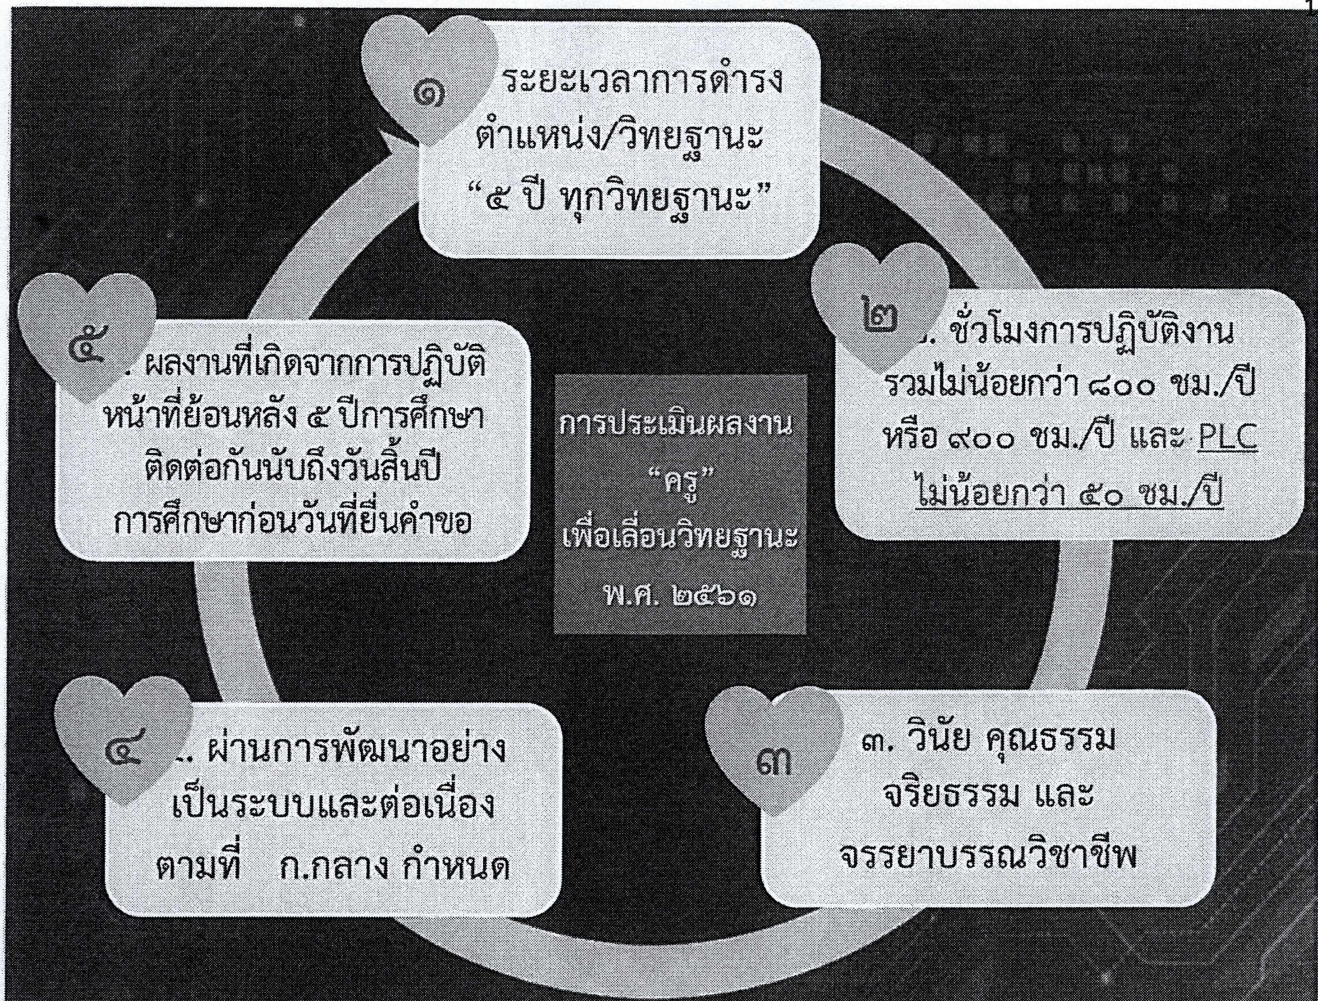 1
๑
ระยะเวลาการดำรง
ตำแหน่ง/วิทยฐานะ
“๕ ปี ทุกวิทยฐานะ”
๒
. ชั่วโมงการปฏิบัติงาน
รวมไม่น้อยกว่า ๘๐๐ ชม./ปี
หรือ ๙๐๐ ชม./ปี และ PLC
ไม่น้อยกว่า ๕๐ ชม./ปี
๓
๓. วินัย คุณธรรม
จริยธรรม และ
จรรยาบรรณวิชาชีพ
๔
. ผ่านการพัฒนาอย่าง
เป็นระบบและต่อเนื่อง
ตามที่ ก.กลาง กำหนด
๕
. ผลงานที่เกิดจากการปฏิบัติ
หน้าที่ย้อนหลัง ๕ ปีการศึกษา
ติดต่อกันนับถึงวันสิ้นปี
การศึกษาก่อนวันที่ยื่นคำขอ
การประเมินผลงาน
“ครู”
เพื่อเลื่อนวิทยฐานะ
พ.ศ. ๒๕๖๑